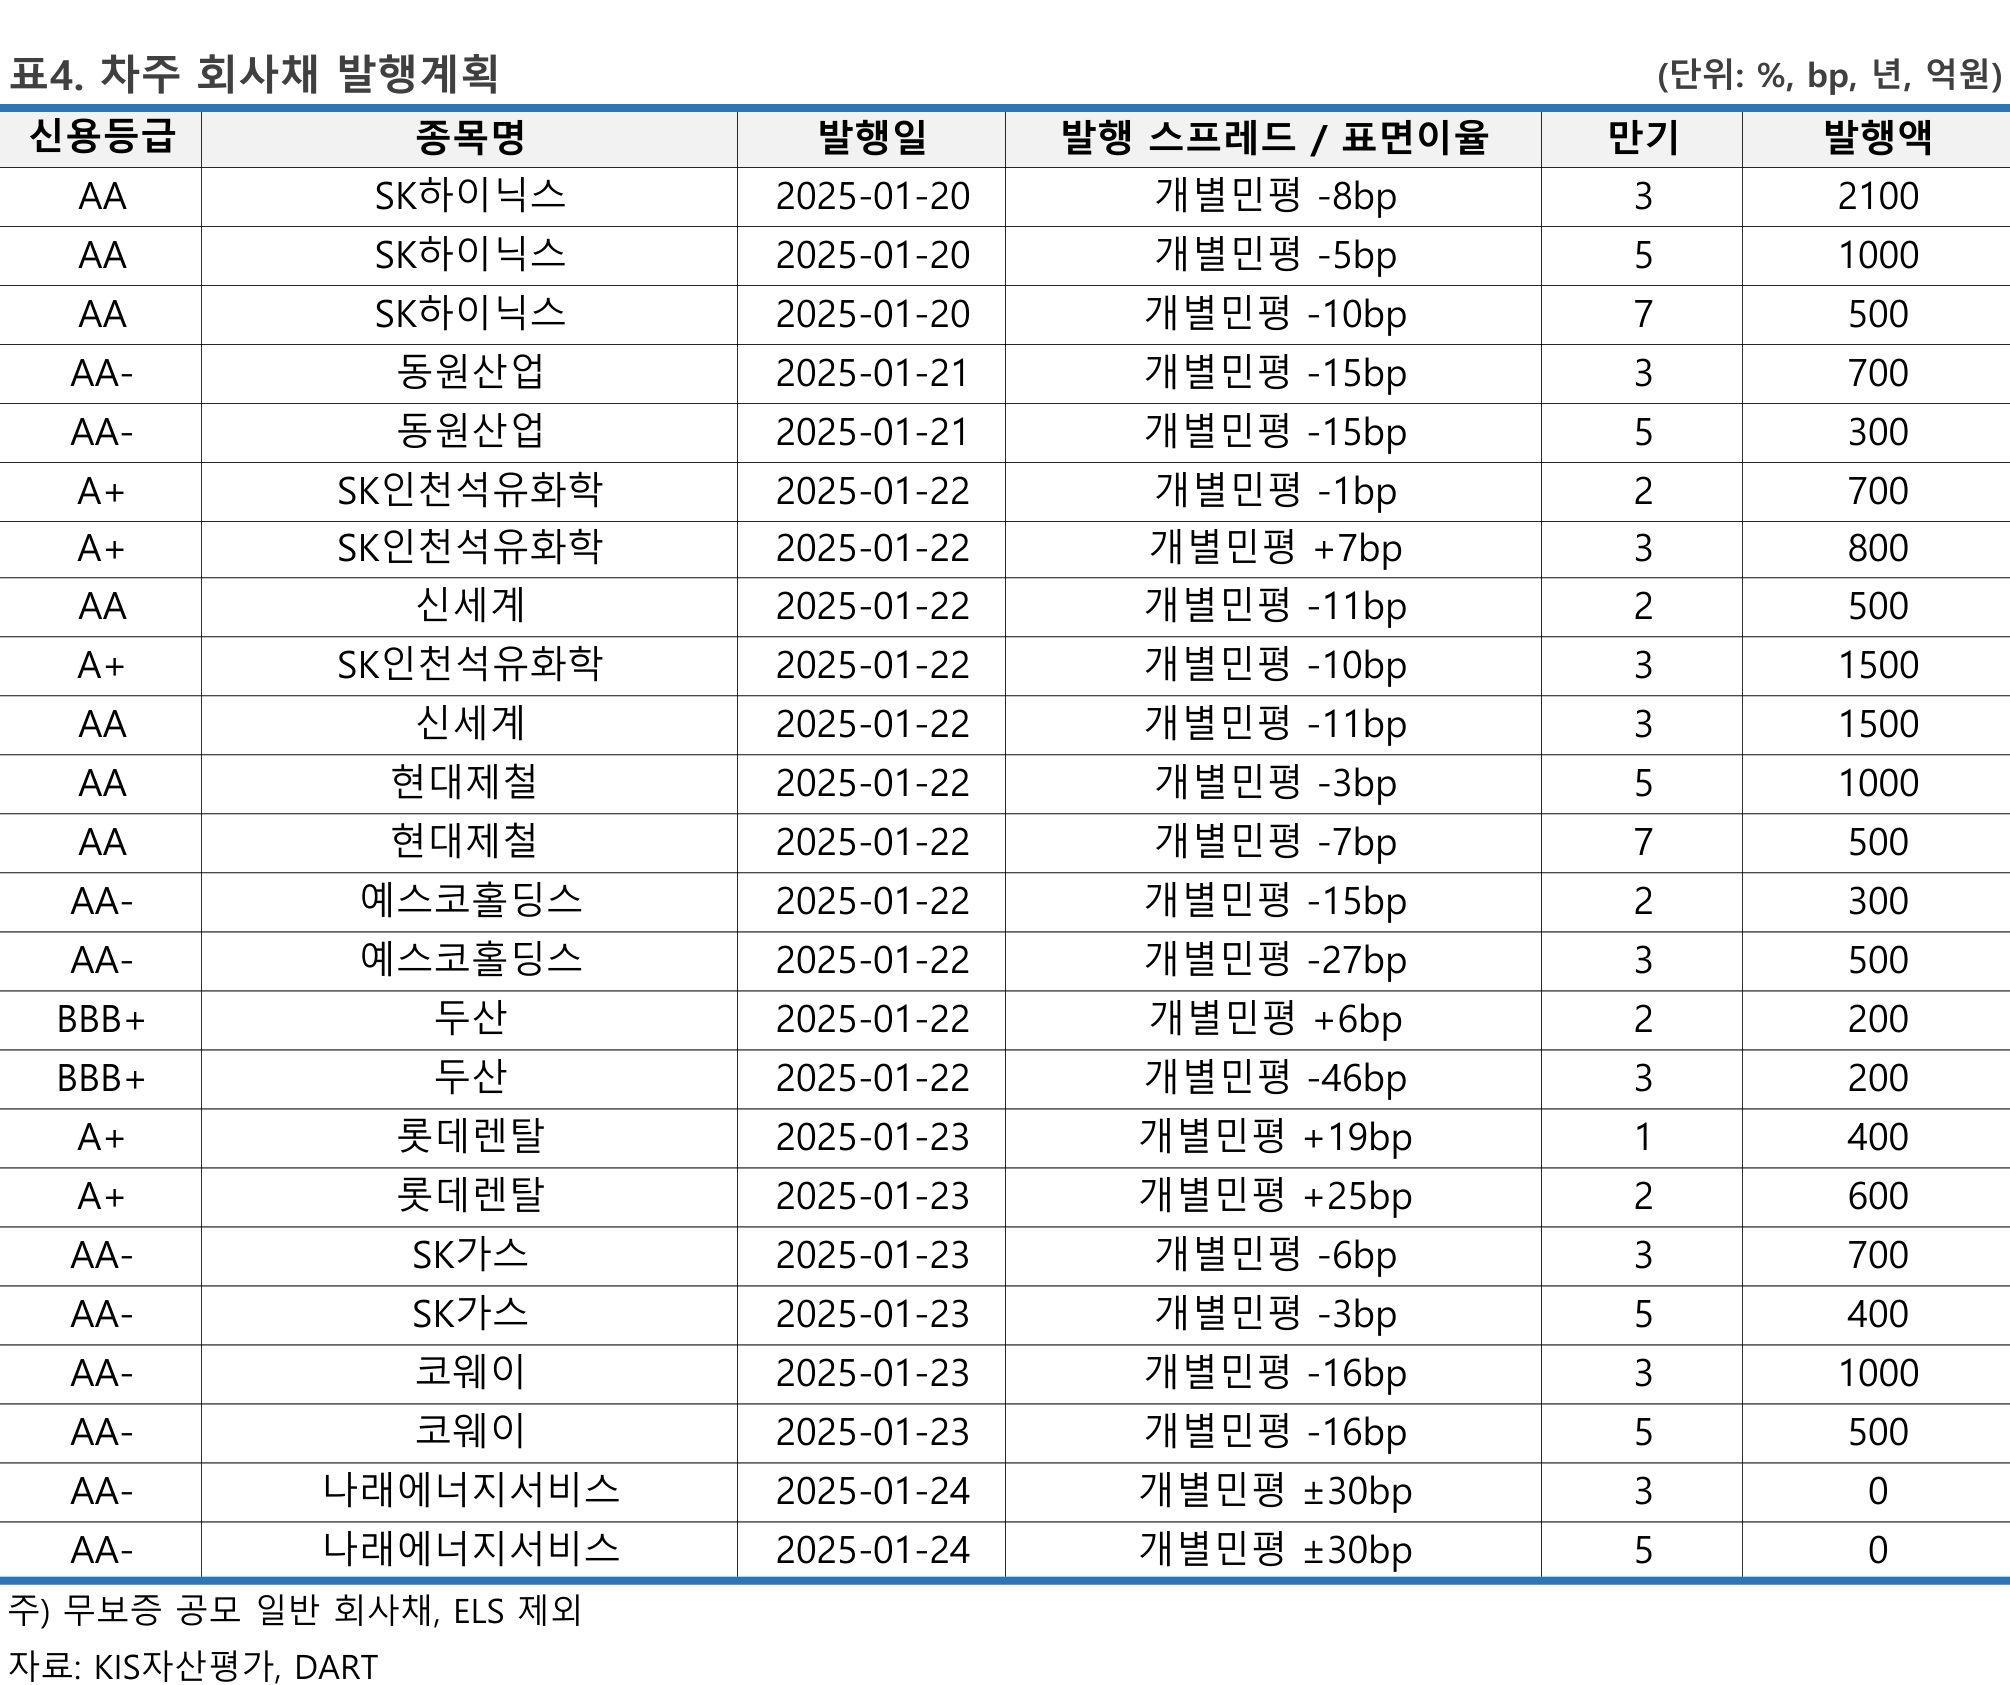 표4. 차주 회사채 발행계획 (단위: %, bp, 년, 억원)
신용등급 종목명 발행일 발행 스프레드 / 표면이율 만기 발행액
AA SK하이닉스 2025-01-20 개별민평 -8bp 3 2100
AA SK하이닉스 2025-01-20 개별민평 -5bp 5 1000
AA SK하이닉스 2025-01-20 개별민평 -10bp 7 500
AA- 동원산업 2025-01-21 개별민평 -15bp 3 700
AA- 동원산업 2025-01-21 개별민평 -15bp 5 300
A+ SK인천석유화학 2025-01-22 개별민평 -1bp 2 700
A+ SK인천석유화학 2025-01-22 개별민평 +7bp 3 800
AA 신세계 2025-01-22 개별민평 -11bp 2 500
A+ SK인천석유화학 2025-01-22 개별민평 -10bp 3 1500
AA 신세계 2025-01-22 개별민평 -11bp 3 1500
AA 현대제철 2025-01-22 개별민평 -3bp 5 1000
AA 현대제철 2025-01-22 개별민평 -7bp 7 500
AA- 예스코홀딩스 2025-01-22 개별민평 -15bp 2 300
AA- 예스코홀딩스 2025-01-22 개별민평 -27bp 3 500
BBB+ 두산 2025-01-22 개별민평 +6bp 2 200
BBB+ 두산 2025-01-22 개별민평 -46bp 3 200
A+ 롯데렌탈 2025-01-23 개별민평 +19bp 1 400
A+ 롯데렌탈 2025-01-23 개별민평 +25bp 2 600
AA- SK가스 2025-01-23 개별민평 -6bp 3 700
AA- SK가스 2025-01-23 개별민평 -3bp 5 400
AA- 코웨이 2025-01-23 개별민평 -16bp 3 1000
AA- 코웨이 2025-01-23 개별민평 -16bp 5 500
AA- 나래에너지서비스 2025-01-24 개별민평 ±30bp 3 0
AA- 나래에너지서비스 2025-01-24 개별민평 ±30bp 5 0
주) 무보증 공모 일반 회사채, ELS 제외
자료: KIS자산평가, DART